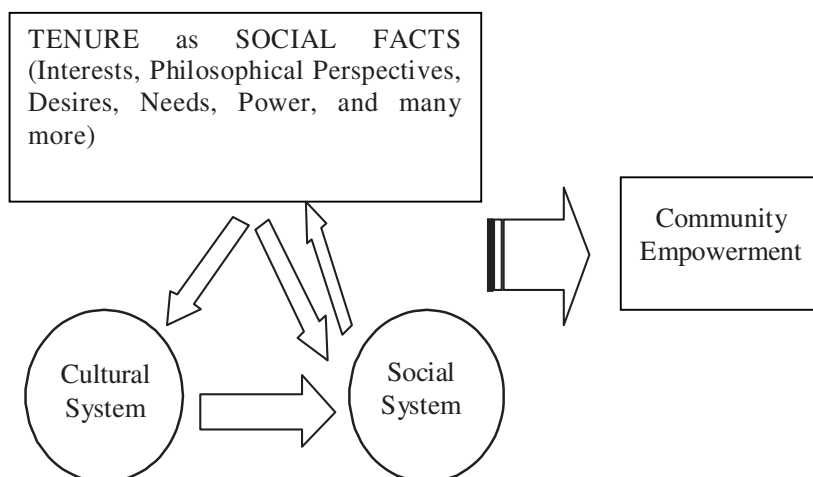 TENURE as SOCIAL FACTS
(Interests, Philosophical Perspectives,
Desires, Needs, Power, and many
more)
Community
Empowerment
Cultural
System
Social
System